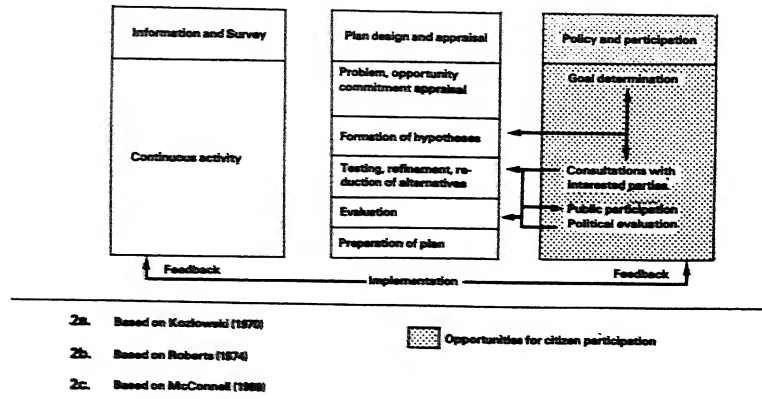 Information and Survey
Continuous activity
Plan design and appraisal
Problem, opportunity
commitment appraisal
Formation of hypotheses
Testing, refinement, re-
duction of alternatives
Evaluation
Preparation of plan
Policy and participation
Goal determination
Consultations with
interested parties.
Public participation
Political evaluation
Feedback
Implementation
Feedback
2a. Based on Kozlowski (1970)
2b. Based on Roberts (1974)
2c. Based on McConnell (1969)
Opportunities for citizen participation